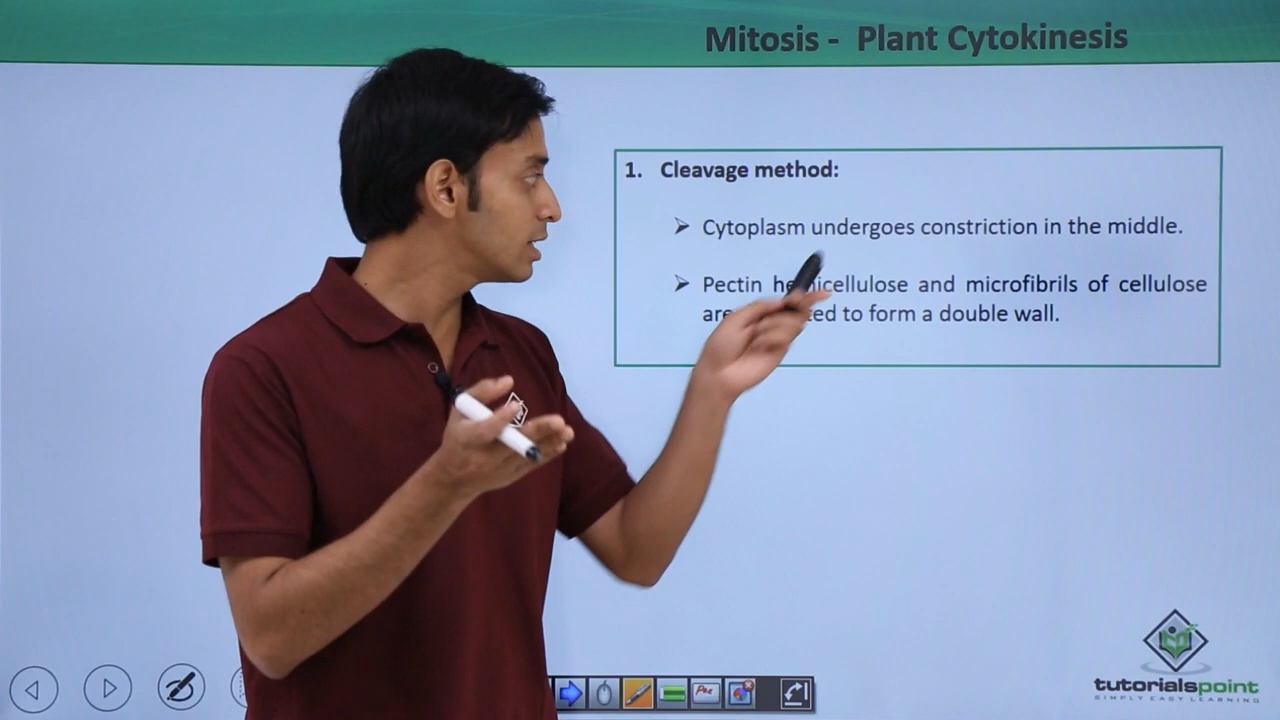 Mitosis - Plant Cytokinesis
1. Cleavage method:
➢ Cytoplasm undergoes constriction in the middle.
➢ Pectin and microfibrils of cellulose
are to form a double wall.
tutorialspoint
SIMPLY EASY LEARNING